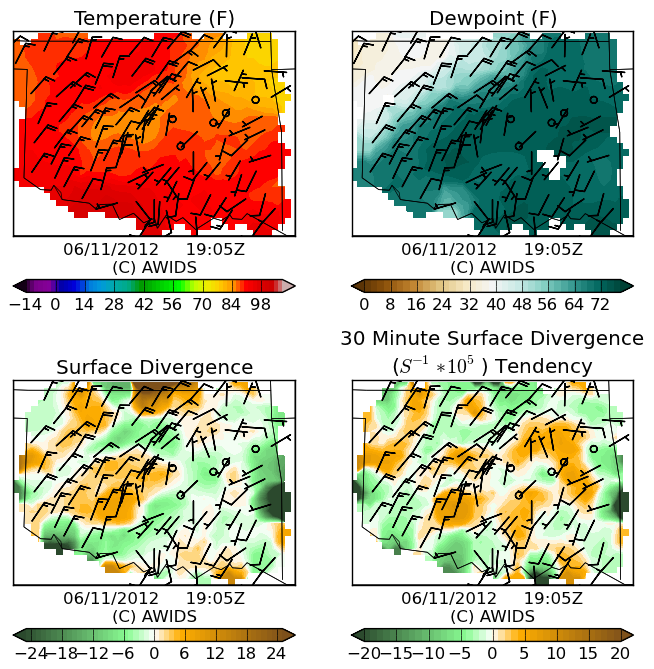 Temperature (F)
Dewpoint (F)
06/11/2012 19:05Z
(C) AWIDS
−14 0 14 28 42 56 70 84 98
06/11/2012 19:05Z
(C) AWIDS
0 8 16 24 32 40 48 56 64 72
Surface Divergence
30 Minute Surface Divergence
(S⁻¹ *10⁵ ) Tendency
06/11/2012 19:05Z
(C) AWIDS
−24 −18 −12 −6 0 6 12 18 24
06/11/2012 19:05Z
(C) AWIDS
−20 −15 −10 −5 0 5 10 15 20